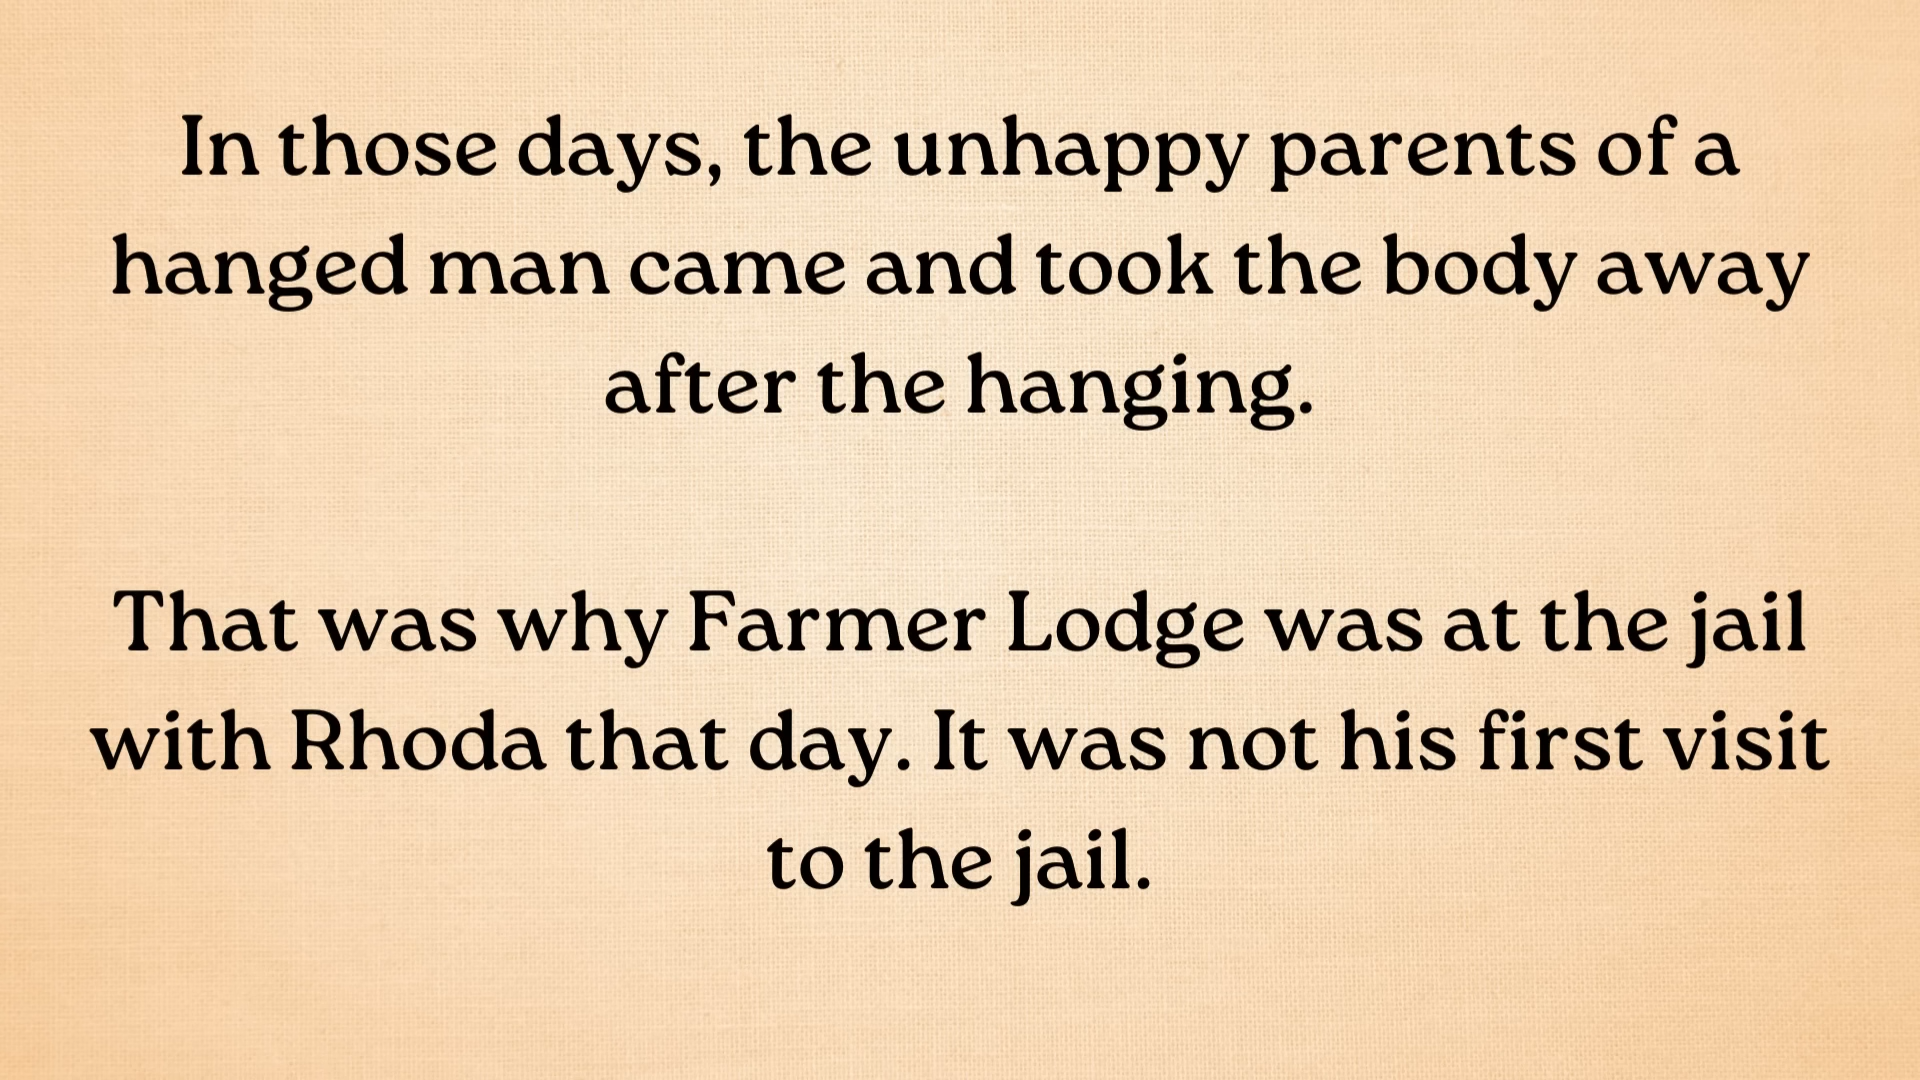 In those days, the unhappy parents of a
hanged man came and took the body away
after the hanging.
That was why Farmer Lodge was at the jail
with Rhoda that day. It was not his first visit
to the jail.